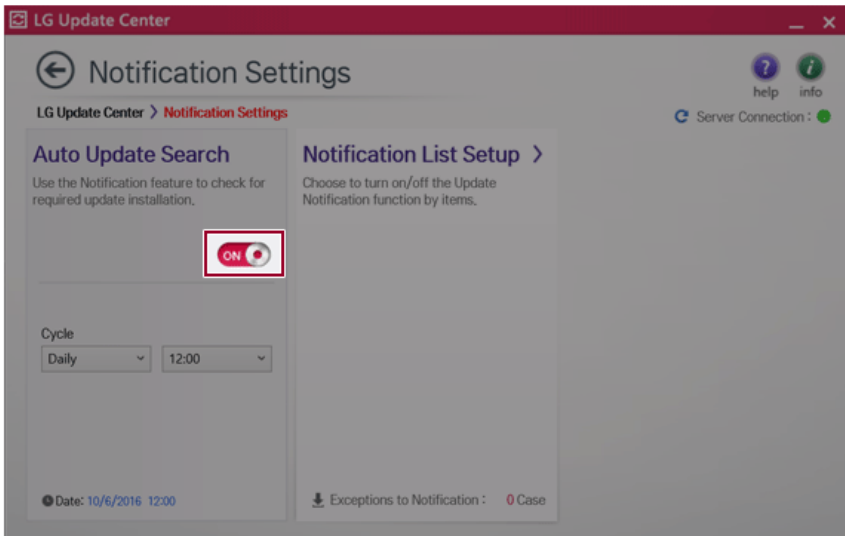 LG Update Center
Notification Settings
help
info
LG Update Center > Notification Settings
Server Connection :
Auto Update Search
Use the Notification feature to check for
required update installation.
ON
Cycle
Daily
12:00
Date: 10/6/2016 12:00
Notification List Setup >
Choose to turn on/off the Update
Notification function by items.
Exceptions to Notification : 0 Case